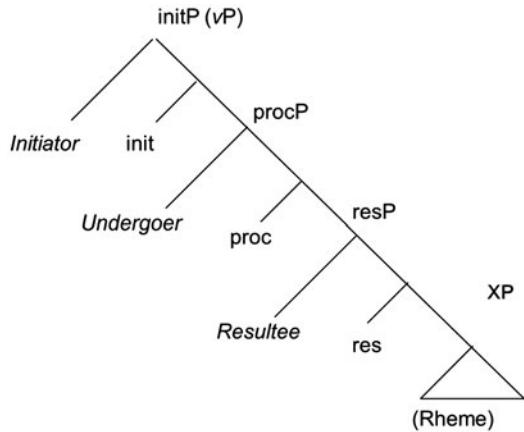 initP (vP)
procP
Initiator
init
resP
Undergoer
proc
XP
Resultee
res
(Rheme)